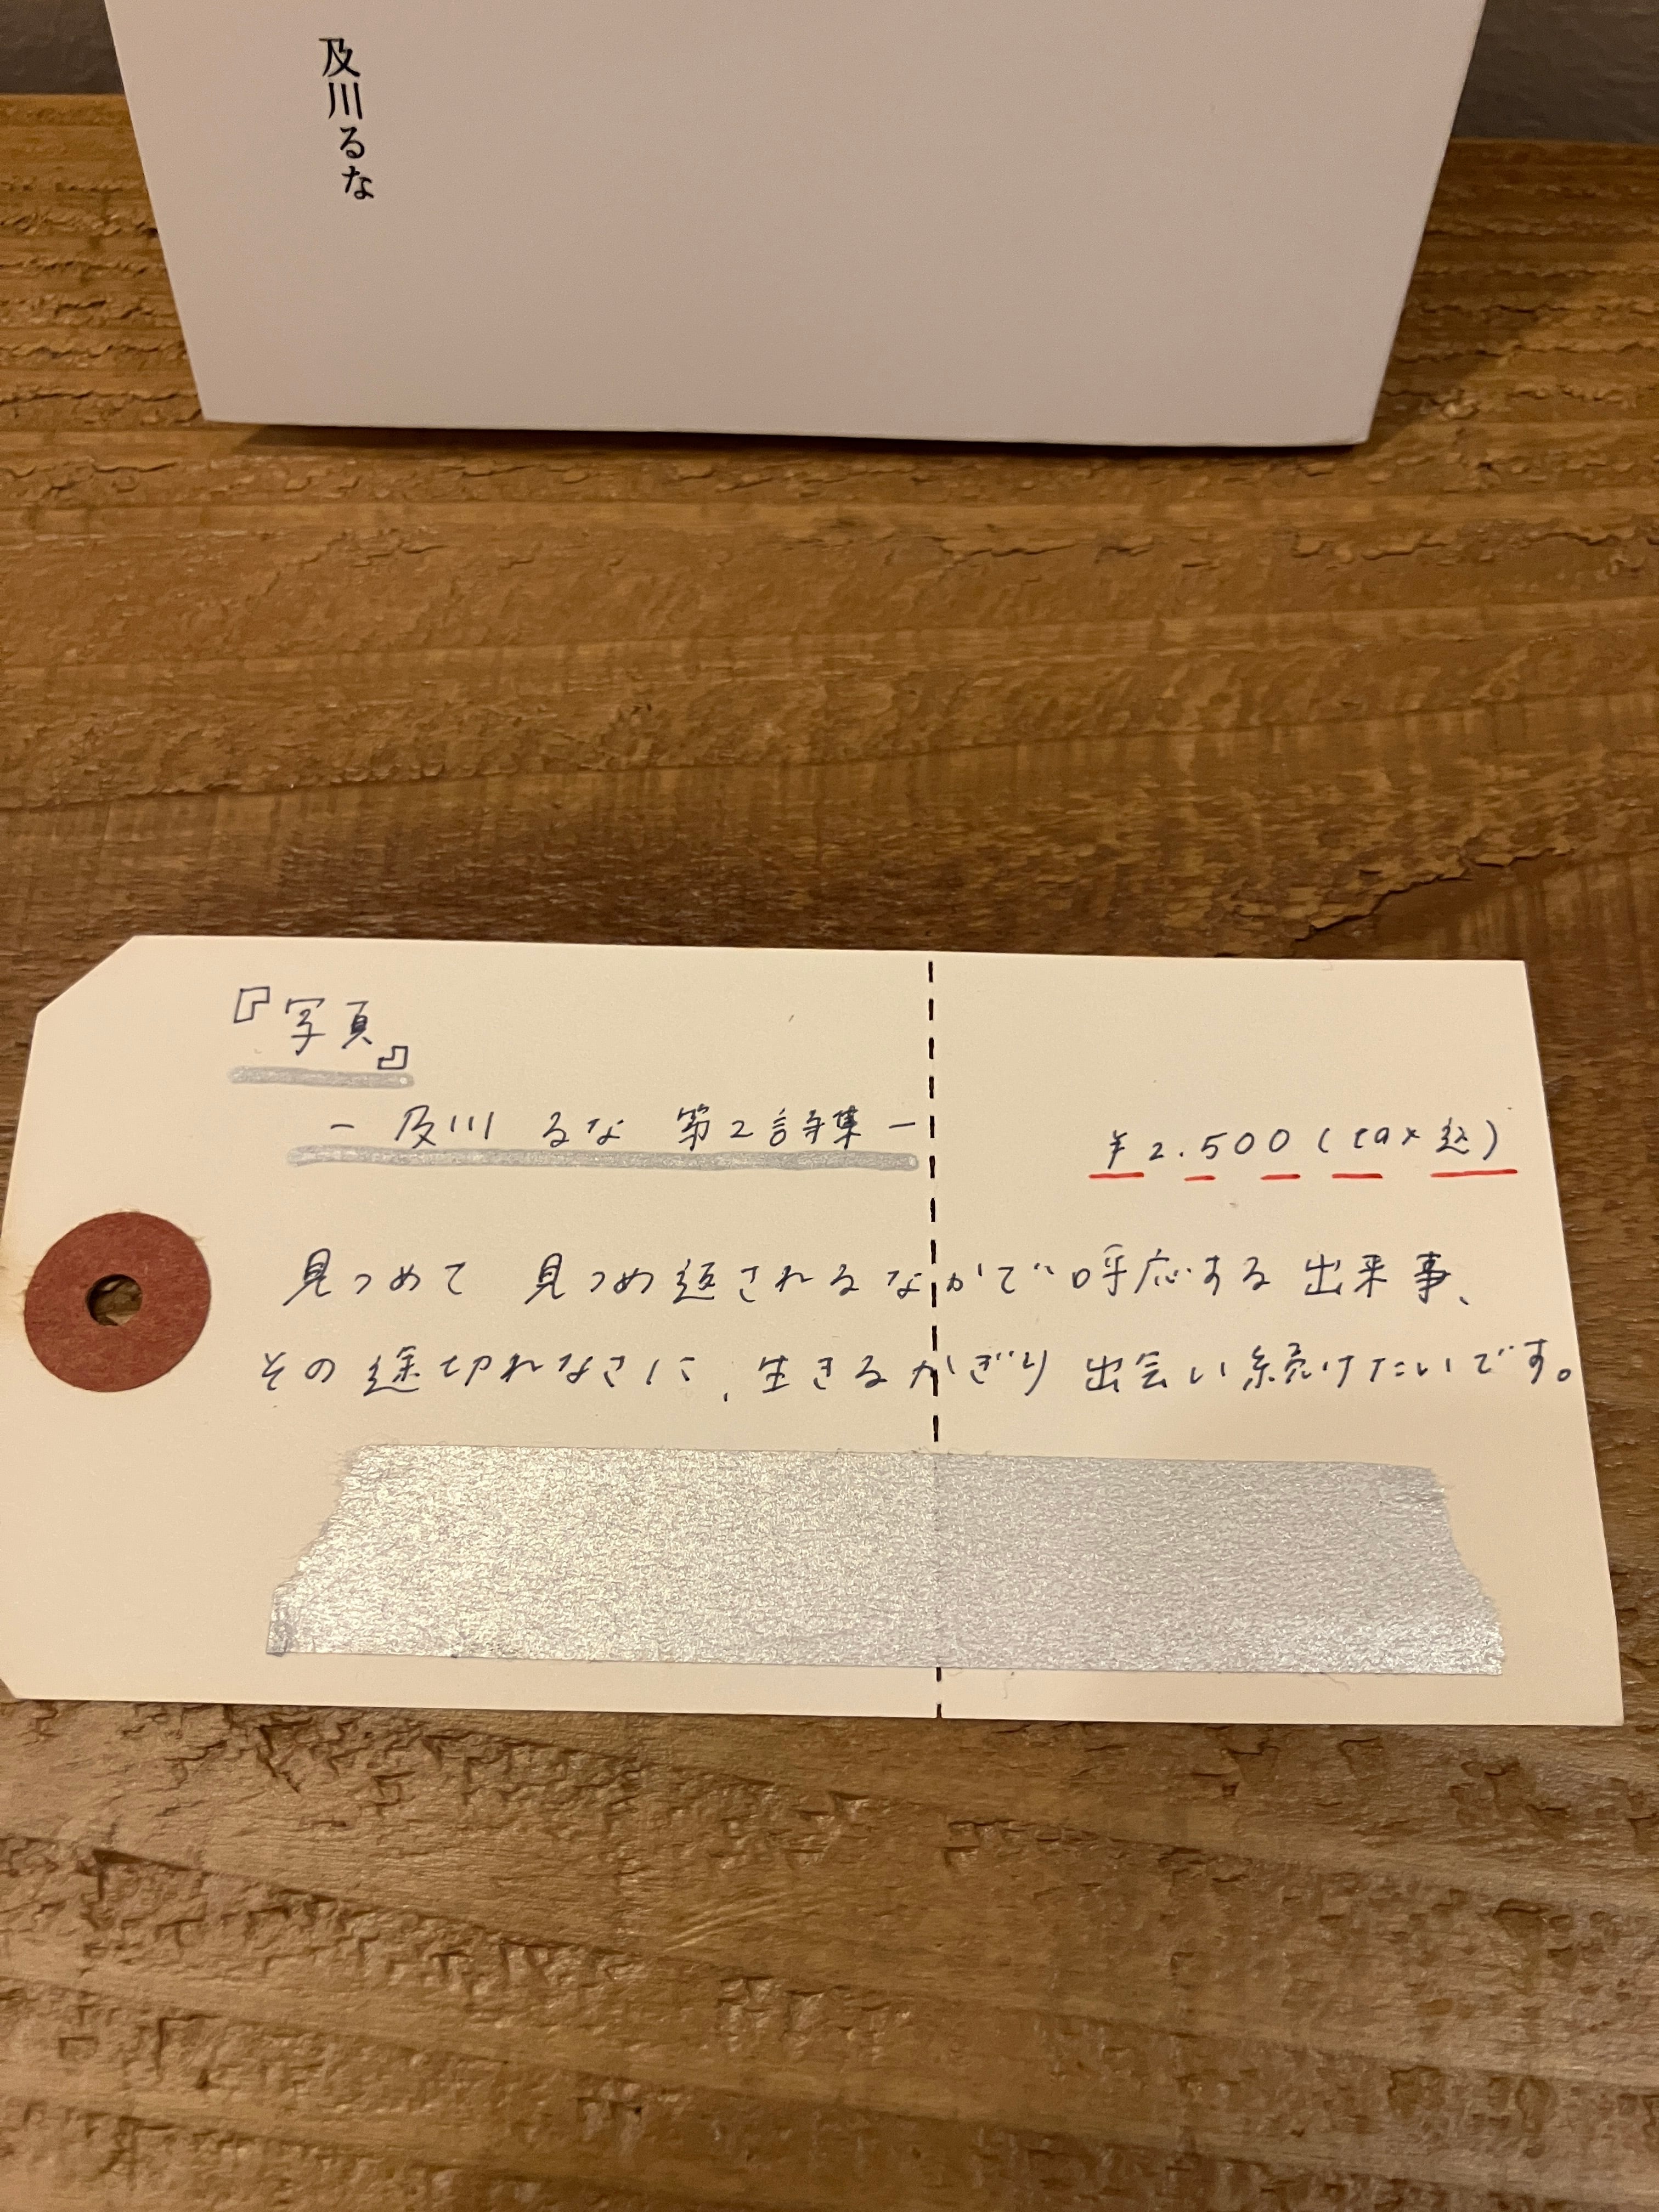 及川るな
『写頁』
- 及川 るな 第2詩集 -
¥2.500(tax込)
見つめて 見つめ返されるなかで呼応する 出来事、
その途切れなさに、生きるかぎり 出会い続けたいです。